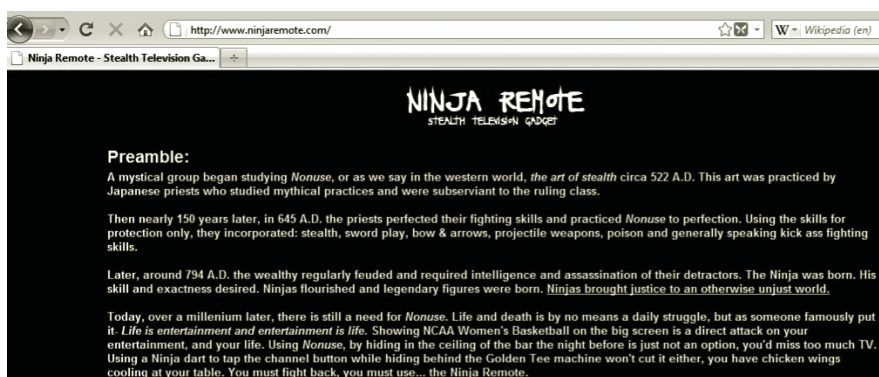 http://www.ninjaremote.com/
W
Wikipedia (en)
Ninja Remote - Stealth Television Ga...
NINJA REMOTE
STEALTH TELEVISION GADGET
Preamble:
A mystical group began studying Nonuse, or as we say in the western world, the art of stealth circa 522 A.D. This art was practiced by
Japanese priests who studied mythical practices and were subserviant to the ruling class.
Then nearly 150 years later, in 645 A.D. the priests perfected their fighting skills and practiced Nonuse to perfection. Using the skills for
protection only, they incorporated: stealth, sword play, bow & arrows, projectile weapons, poison and generally speaking kick ass fighting
skills.
Later, around 794 A.D. the wealthy regularly feuded and required intelligence and assassination of their detractors. The Ninja was born. His
skill and exactness desired. Ninjas flourished and legendary figures were born. Ninjas brought justice to an otherwise unjust world.
Today, over a millenium later, there is still a need for Nonuse. Life and death is by no means a daily struggle, but as someone famously put
it- Life is entertainment and entertainment is life. Showing NCAA Women's Basketball on the big screen is a direct attack on your
entertainment, and your life. Using Nonuse, by hiding in the ceiling of the bar the night before is just not an option, you'd miss too much TV.
Using a Ninja dart to tap the channel button while hiding behind the Golden Tee machine won't cut it either, you have chicken wings
cooling at your table. You must fight back, you must use... the Ninja Remote.